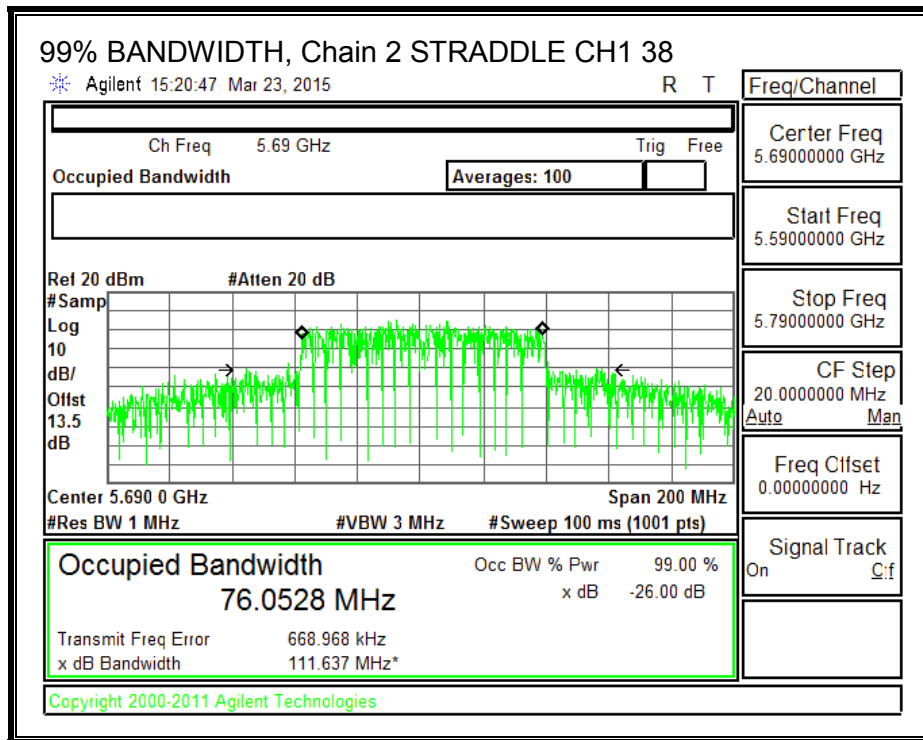 99% BANDWIDTH, Chain 2 STRADDLE CH1 38
Agilent 15:20:47 Mar 23, 2015 R T
Freq/Channel
Ch Freq 5.69 GHz Trig Free
Occupied Bandwidth Averages: 100
Center Freq
5.69000000 GHz
Start Freq
5.59000000 GHz
Stop Freq
5.79000000 GHz
CF Step
20.0000000 MHz
Auto Man
Freq Offset
0.00000000 Hz
Signal Track
On Off
Ref 20 dBm #Atten 20 dB
#Samp
Log
10
dB/
Offst
13.5
dB
Center 5.690 0 GHz Span 200 MHz
#Res BW 1 MHz #VBW 3 MHz #Sweep 100 ms (1001 pts)
Occupied Bandwidth Occ BW % Pwr 99.00 %
76.0528 MHz x dB -26.00 dB
Transmit Freq Error 668.968 kHz
x dB Bandwidth 111.637 MHz*
Copyright 2000-2011 Agilent Technologies